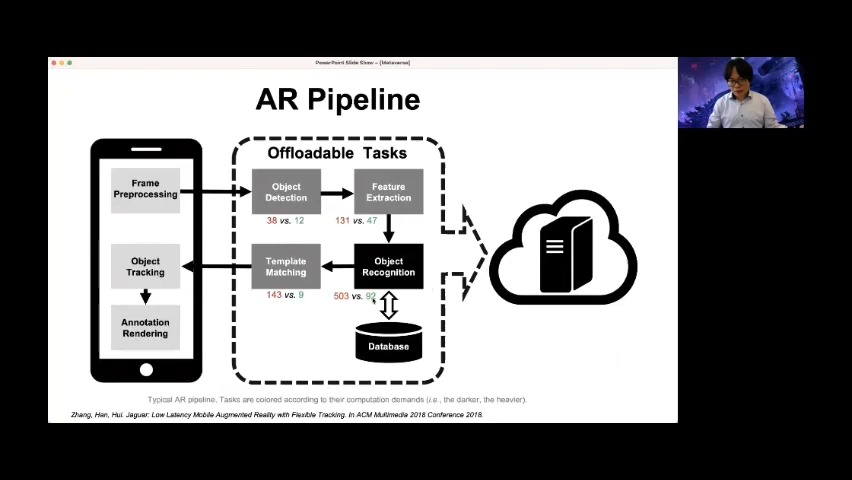 PowerPoint Slide Show - [Metaverse]
AR Pipeline
Offloadable Tasks
Frame
Preprocessing
Object
Detection
Feature
Extraction
38 vs. 12
131 vs. 47
Object
Tracking
Template
Matching
Object
Recognition
143 vs. 9
503 vs. 92
Annotation
Rendering
Database
Typical AR pipeline. Tasks are colored according to their computation demands (i.e., the darker, the heavier).
Zhang, Han, Hui. Jaguar: Low Latency Mobile Augmented Reality with Flexible Tracking. In ACM Multimedia 2018 Conference 2018.